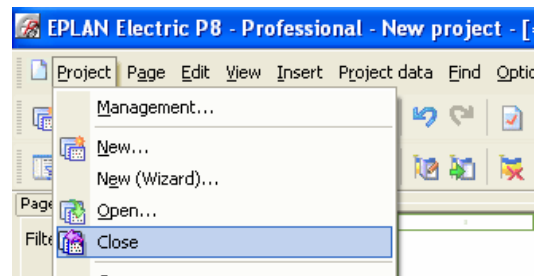 EPLAN Electric P8 - Professional - New project - [
Project Page Edit View Insert Project data Find Optio
Management...
New...
New (Wizard)...
Open...
Close
Page
Filte